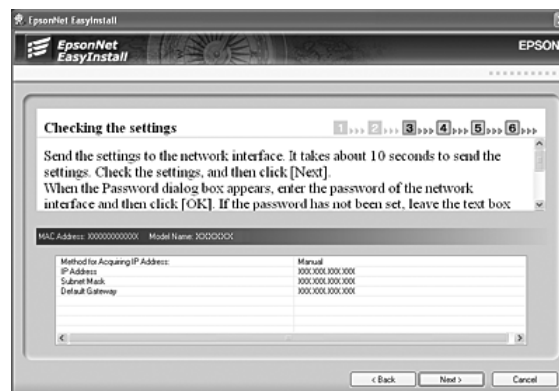 EpsonNet EasyInstall
EpsonNet
EasyInstall
EPSON
Checking the settings
1 2 3 4 5 6
Send the settings to the network interface. It takes about 10 seconds to send the
settings. Check the settings, and then click [Next].
When the Password dialog box appears, enter the password of the network
interface and then click [OK]. If the password has not been set, leave the text box
MAC Address: XXXXXXXXXXXX Model Name: XXXXXXX
Method for Acquiring IP Address: Manual
IP Address XXX.XXX.XXX.XXX
Subnet Mask XXX.XXX.XXX.XXX
Default Gateway XXX.XXX.XXX.XXX
< Back Next > Cancel